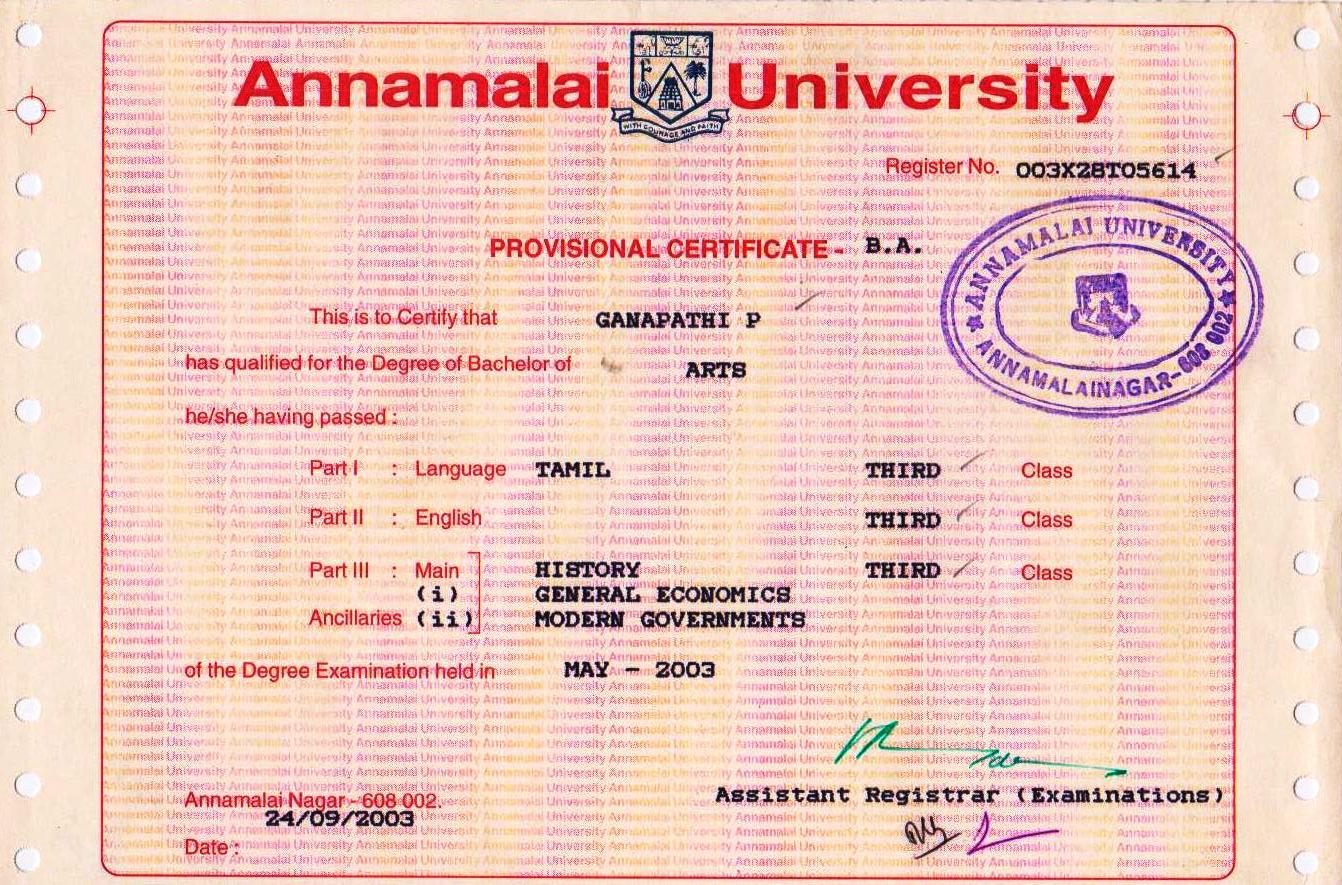 Annamalai University
WITH COURAGE AND FAITH
Register No. 003X28T05614
PROVISIONAL CERTIFICATE - B.A.
ANNAMALAI UNIVERSITY
ANNAMALAINAGAR-608 002
This is to Certify that GANAPATHI P
has qualified for the Degree of Bachelor of ARTS
he/she having passed :
Part I : Language TAMIL THIRD Class
Part II : English THIRD Class
Part III : Main HISTORY THIRD Class
(i) GENERAL ECONOMICS
Ancillaries (ii) MODERN GOVERNMENTS
of the Degree Examination held in MAY - 2003
Assistant Registrar (Examinations)
Annamalai Nagar - 608 002.
24/09/2003
Date :